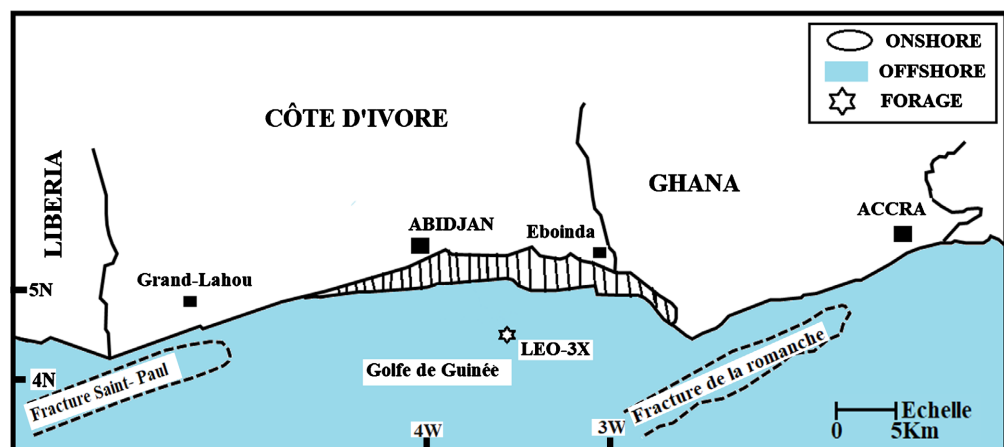 ONSHORE
OFFSHORE
FORAGE
CÔTE D'IVORE
LIBERIA
GHANA
ACCRA
ABIDJAN
Eboinda
Grand-Lahou
5N
LEO-3X
Golfe de Guinée
4N
Fracture Saint- Paul
Fracture de la romanche
Echelle
0 5Km
4W
3W